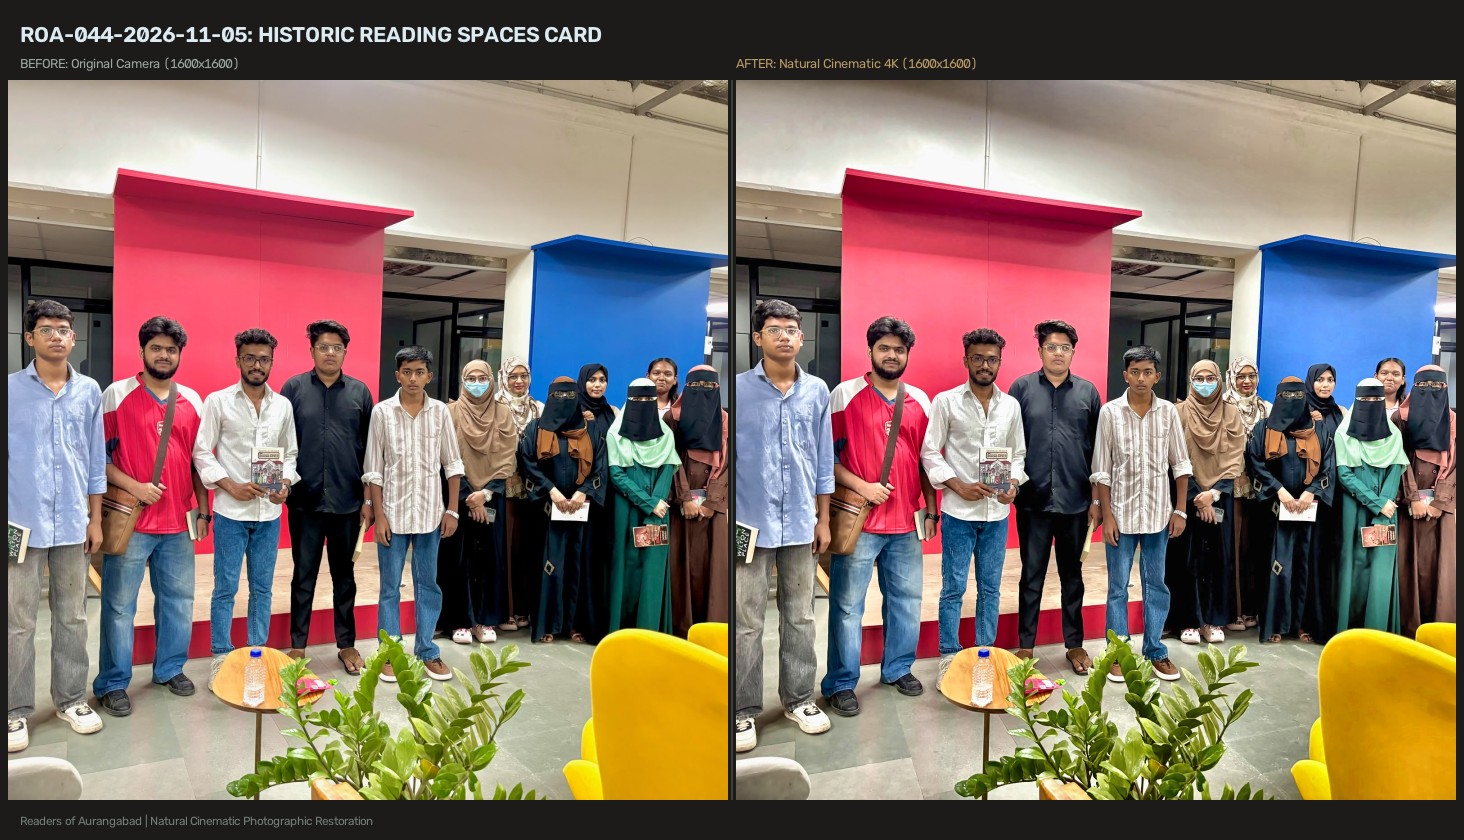 ROA-044-2026-11-05: HISTORIC READING SPACES CARD
BEFORE: Original Camera (1600x1600)
AFTER: Natural Cinematic 4K (1600x1600)
Readers of Aurangabad | Natural Cinematic Photographic Restoration